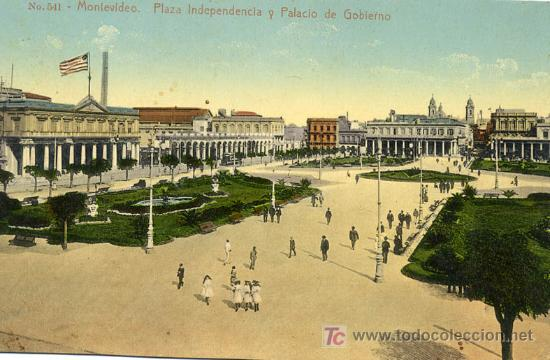 No. 541 - Montevideo. Plaza Independencia y Palacio de Gobierno
TC www.todocoleccion.net